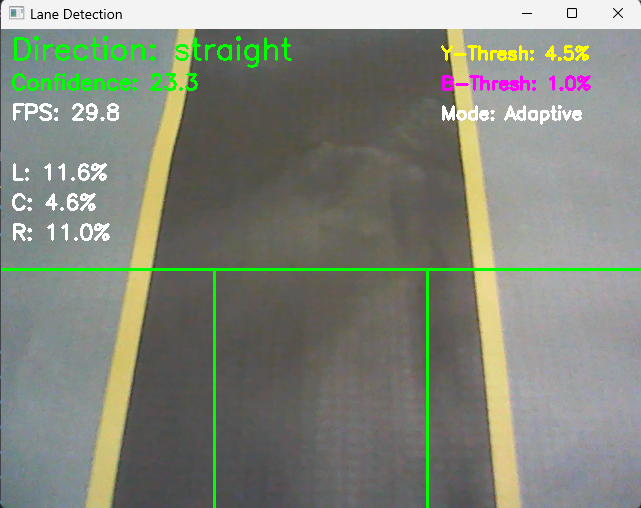 Lane Detection
Direction: straight
Y-Thresh: 4.5%
Confidence: 23.3
B-Thresh: 1.0%
FPS: 29.8
Mode: Adaptive
L: 11.6%
C: 4.6%
R: 11.0%